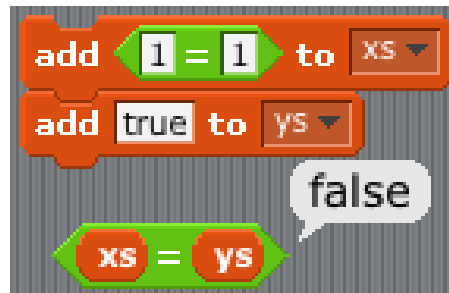 add 1 = 1 to xs
add true to ys
false
xs = ys